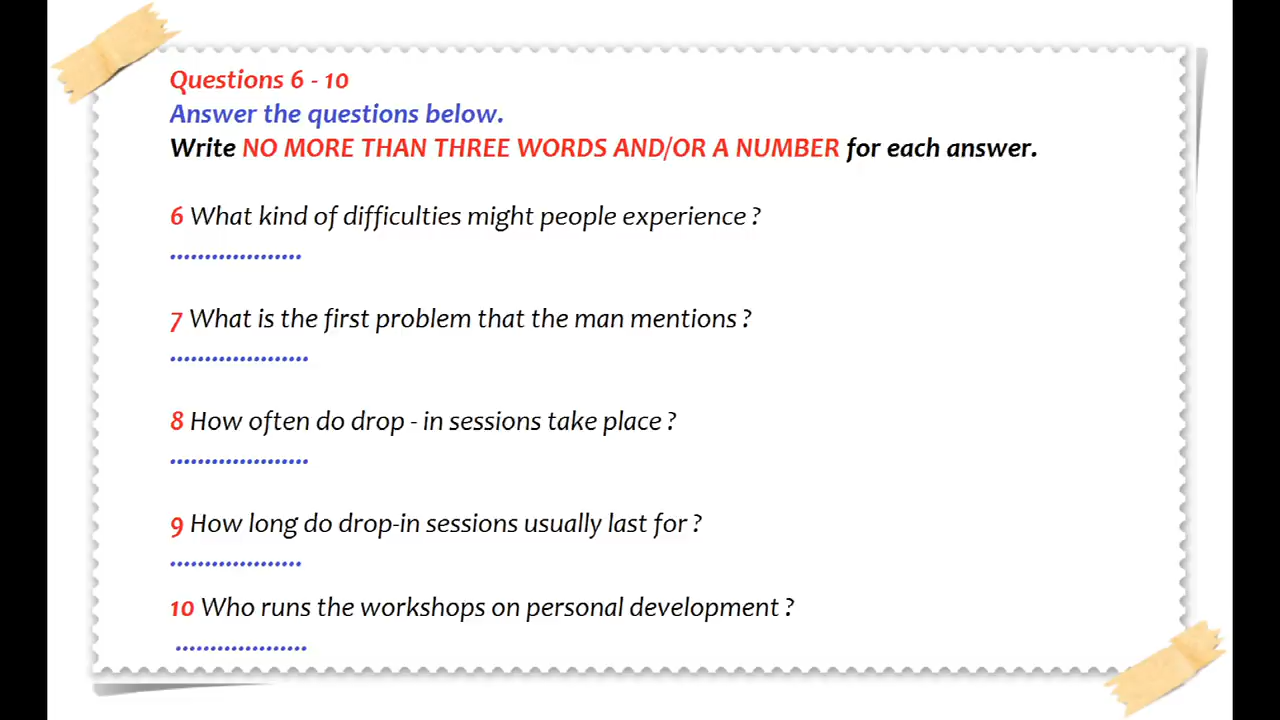 Questions 6 - 10
Answer the questions below.
Write NO MORE THAN THREE WORDS AND/OR A NUMBER for each answer.
6 What kind of difficulties might people experience ?
...................
7 What is the first problem that the man mentions ?
....................
8 How often do drop - in sessions take place ?
....................
9 How long do drop-in sessions usually last for ?
...................
10 Who runs the workshops on personal development ?
...................